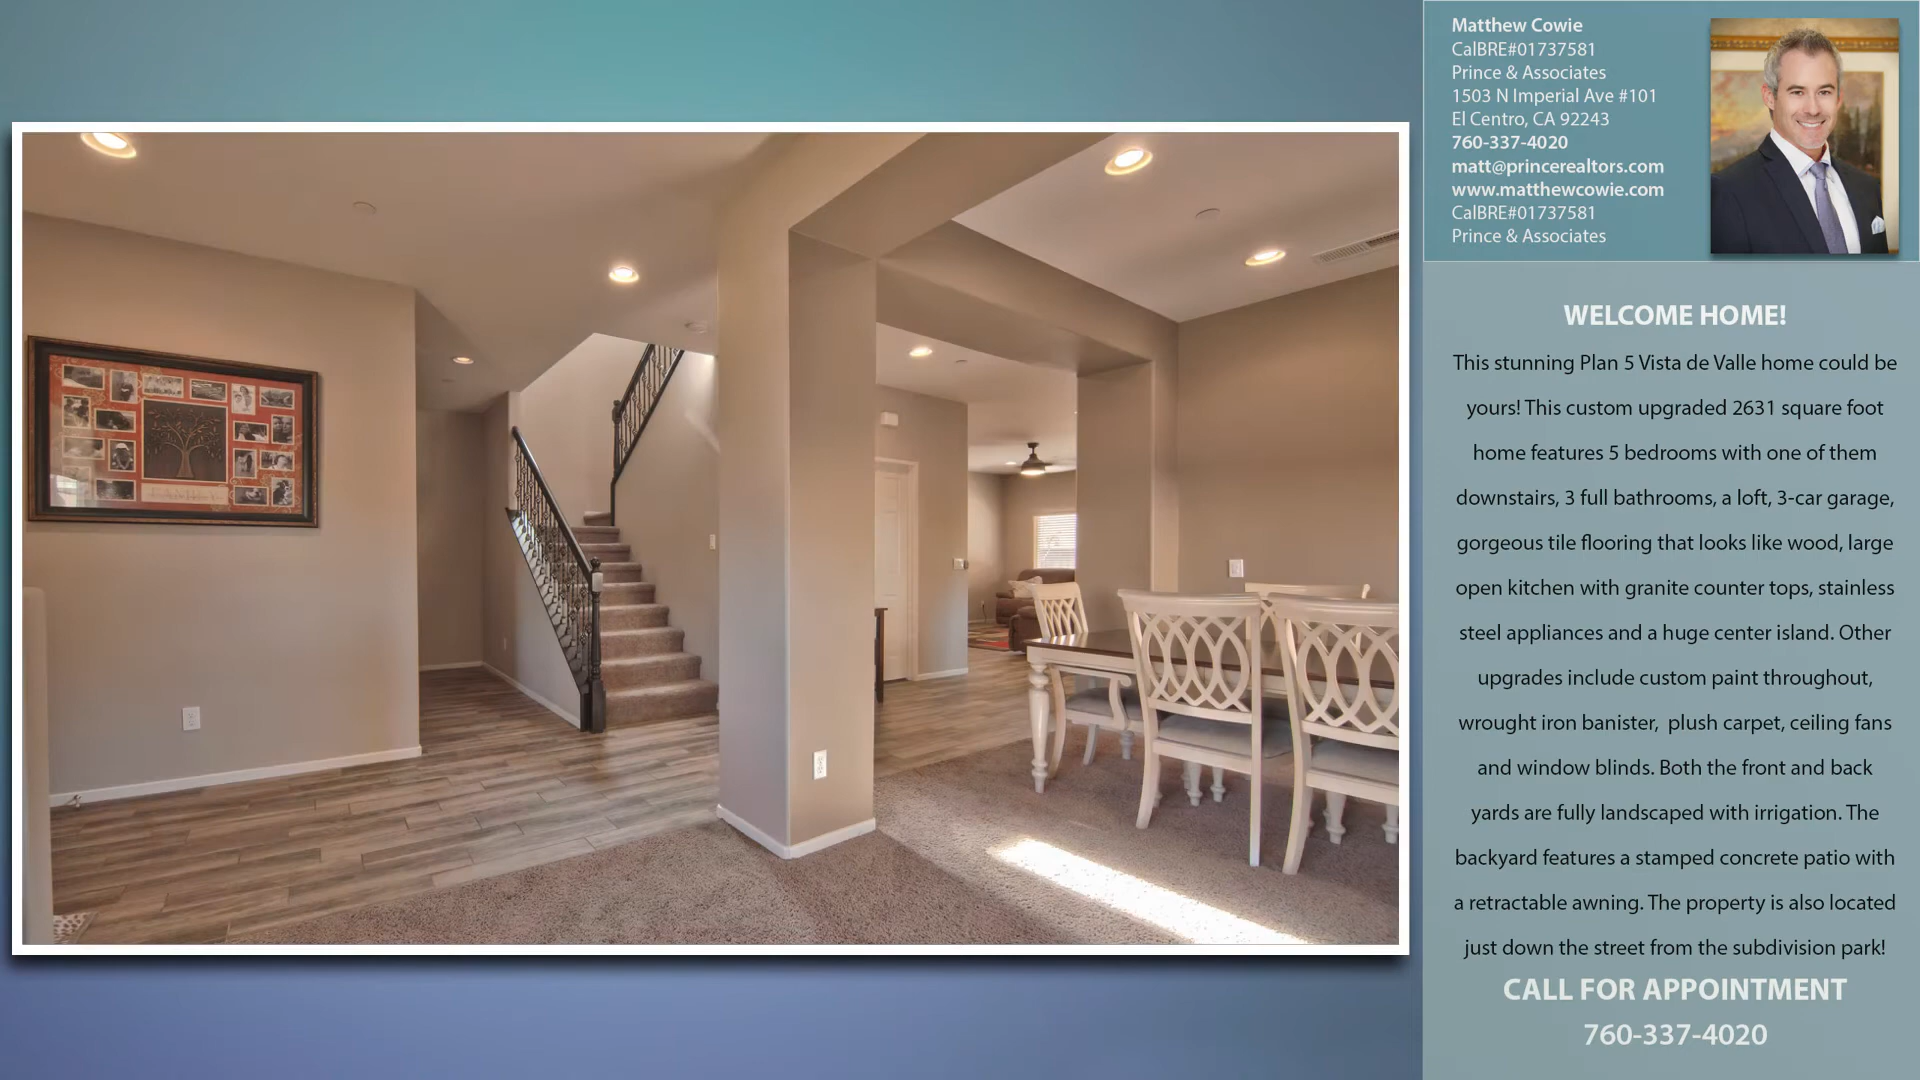 Matthew Cowie
CalBRE#01737581
Prince & Associates
1503 N Imperial Ave #101
El Centro, CA 92243
760-337-4020
matt@princerealtors.com
www.matthewcowie.com
CalBRE#01737581
Prince & Associates
WELCOME HOME!
This stunning Plan 5 Vista de Valle home could be
yours! This custom upgraded 2631 square foot
home features 5 bedrooms with one of them
downstairs, 3 full bathrooms, a loft, 3-car garage,
gorgeous tile flooring that looks like wood, large
open kitchen with granite counter tops, stainless
steel appliances and a huge center island. Other
upgrades include custom paint throughout,
wrought iron banister,  plush carpet, ceiling fans
and window blinds. Both the front and back
yards are fully landscaped with irrigation. The
backyard features a stamped concrete patio with
a retractable awning. The property is also located
just down the street from the subdivision park!
CALL FOR APPOINTMENT
760-337-4020
FAMILY